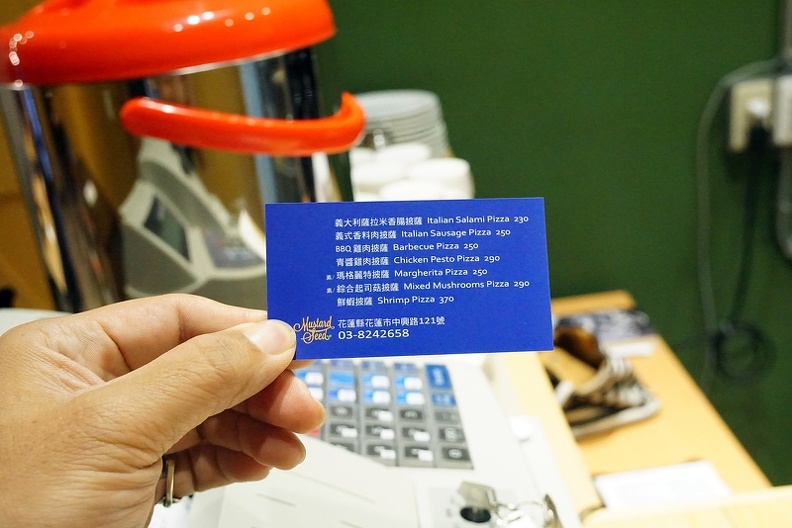 義大利薩拉米香腸披薩 Italian Salami Pizza 230
義式香料肉披薩 Italian Sausage Pizza 250
BBQ 雞肉披薩 Barbecue Pizza 250
青醬雞肉披薩 Chicken Pesto Pizza 290
素/ 瑪格麗特披薩 Margherita Pizza 250
素/ 綜合起司菇披薩 Mixed Mushrooms Pizza 290
鮮蝦披薩 Shrimp Pizza 370
Mustard Seed
花蓮縣花蓮市中興路121號
03-8242658